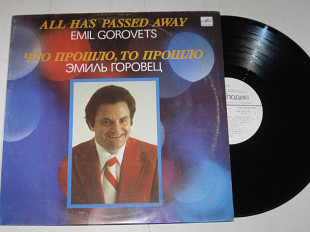 ALL HAS PASSED AWAY
EMIL GOROVETS
ЧТО ПРОШЛО, ТО ПРОШЛО
ЭМИЛЬ ГОРОВЕЦ